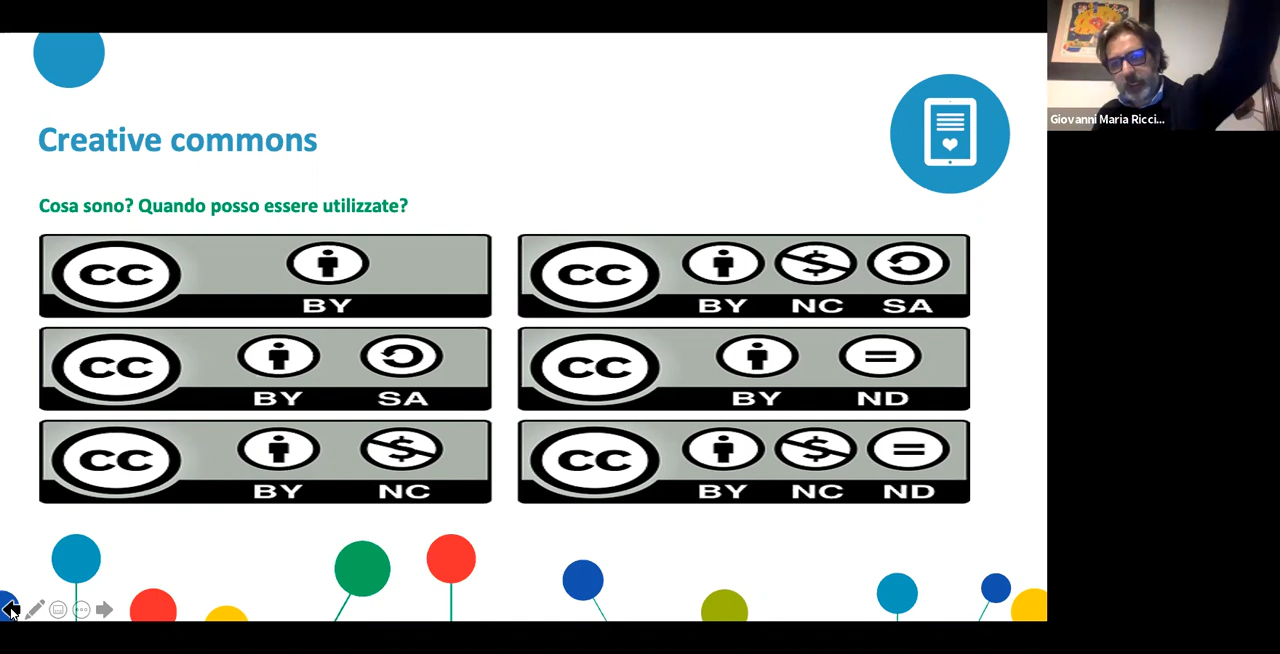 Creative commons
Cosa sono? Quando posso essere utilizzate?
CC BY
CC BY NC SA
CC BY SA
CC BY ND
CC BY NC
CC BY NC ND
Giovanni Maria Ricci...